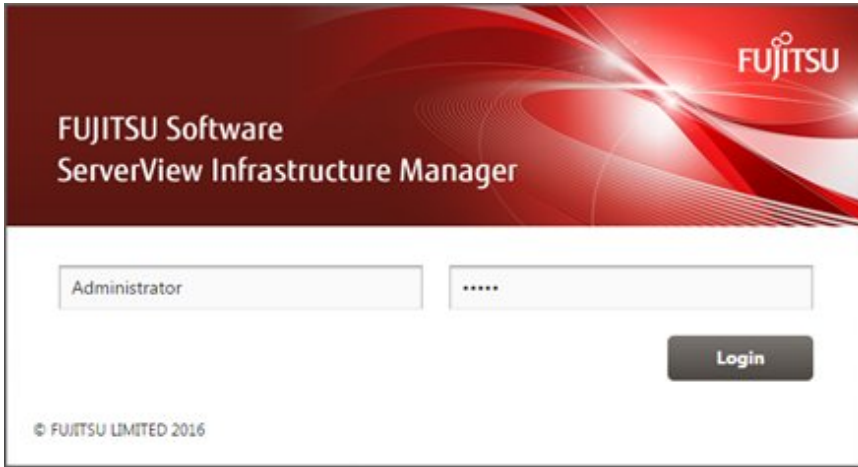 FUJITSU
FUJITSU Software
ServerView Infrastructure Manager
Administrator
•••••
Login
© FUJITSU LIMITED 2016